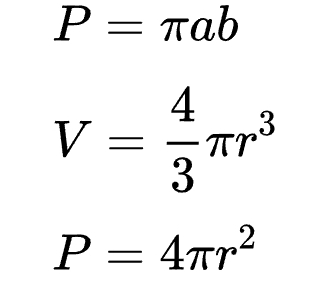 P = πab
V = 4/3 πr³
P = 4πr²